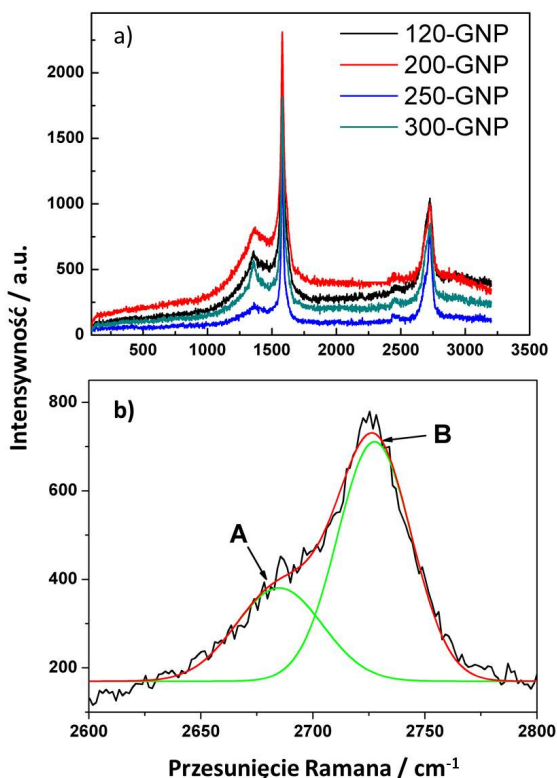 a)
120-GNP
200-GNP
250-GNP
300-GNP
2000
1500
1000
500
250
0
500 1000 1500 2000 2500 3000 3500
Intensywność / a.u.
b)
B
A
800
600
400
200
2600 2650 2700 2750 2800
Przesunięcie Ramana / cm⁻¹